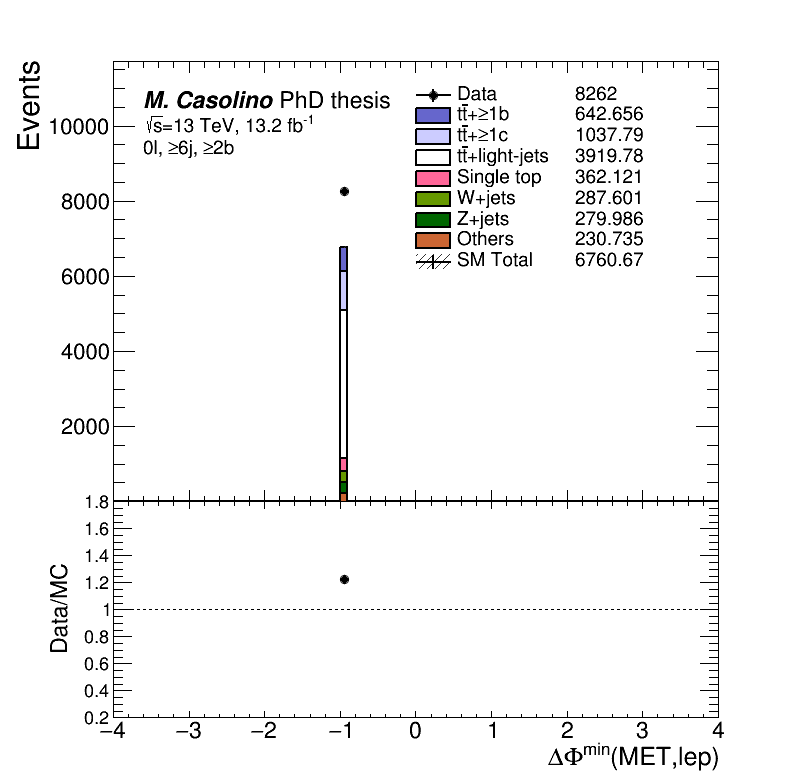 Events
M. Casolino PhD thesis
√s=13 TeV, 13.2 fb⁻¹
0l, ≥6j, ≥2b
Data 8262
tt̄+≥1b 642.656
tt̄+≥1c 1037.79
tt̄+light-jets 3919.78
Single top 362.121
W+jets 287.601
Z+jets 279.986
Others 230.735
SM Total 6760.67
10000
8000
6000
4000
2000
Data/MC
1.8
1.6
1.4
1.2
1
0.8
0.6
0.4
0.2
−4 −3 −2 −1 0 1 2 3 4
ΔΦ^min(MET,lep)